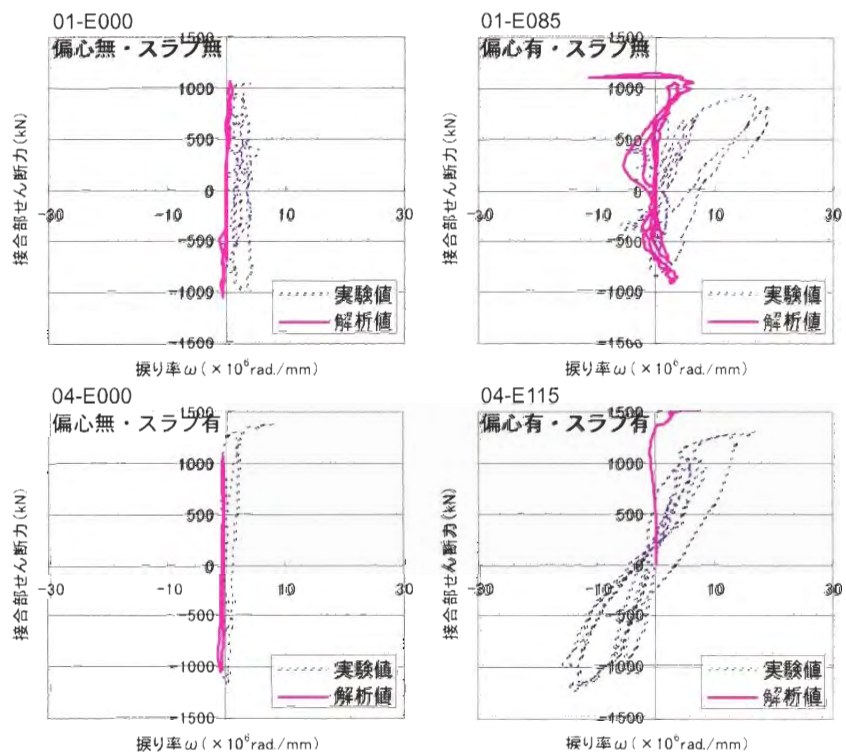 01-E000
偏心無・スラブ無
1500
1000
500
0
-500
-1000
-1500
-30
-10
10
30
接合部せん断力(kN)
実験値
解析値
捩り率ω(×10⁶rad./mm)
01-E085
偏心有・スラブ無
1500
1000
500
0
-500
-1000
-1500
-30
-10
10
30
接合部せん断力(kN)
実験値
解析値
捩り率ω(×10⁶rad./mm)
04-E000
偏心無・スラブ有
1500
1000
500
0
-500
-1000
-1500
-30
-10
10
30
接合部せん断力(kN)
実験値
解析値
捩り率ω(×10⁶rad./mm)
04-E115
偏心有・スラブ有
1500
1000
500
0
-500
-1000
-1500
-30
-10
10
30
接合部せん断力(kN)
実験値
解析値
捩り率ω(×10⁶rad./mm)